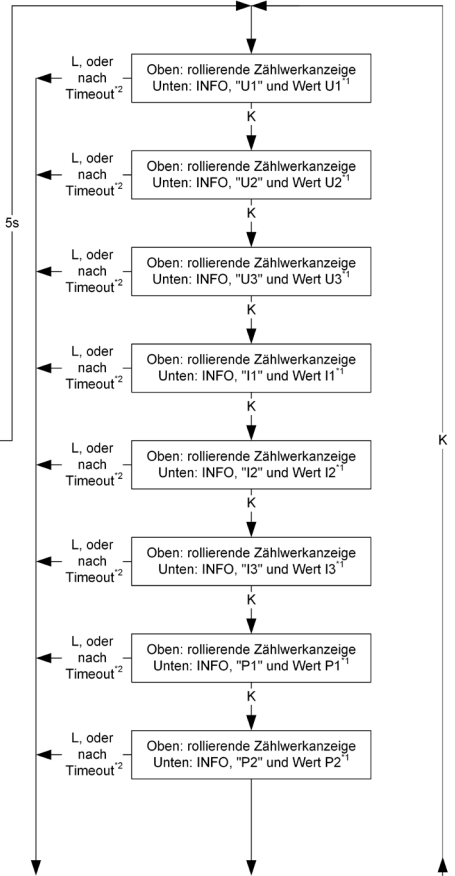 L, oder
nach
Timeout*2
Oben: rollierende Zählwerkanzeige
Unten: INFO, "U1" und Wert U1*1
K
L, oder
nach
Timeout*2
Oben: rollierende Zählwerkanzeige
Unten: INFO, "U2" und Wert U2*1
K
5s
L, oder
nach
Timeout*2
Oben: rollierende Zählwerkanzeige
Unten: INFO, "U3" und Wert U3*1
K
L, oder
nach
Timeout*2
Oben: rollierende Zählwerkanzeige
Unten: INFO, "I1" und Wert I1*1
K
K
L, oder
nach
Timeout*2
Oben: rollierende Zählwerkanzeige
Unten: INFO, "I2" und Wert I2*1
K
L, oder
nach
Timeout*2
Oben: rollierende Zählwerkanzeige
Unten: INFO, "I3" und Wert I3*1
K
L, oder
nach
Timeout*2
Oben: rollierende Zählwerkanzeige
Unten: INFO, "P1" und Wert P1*1
K
L, oder
nach
Timeout*2
Oben: rollierende Zählwerkanzeige
Unten: INFO, "P2" und Wert P2*1